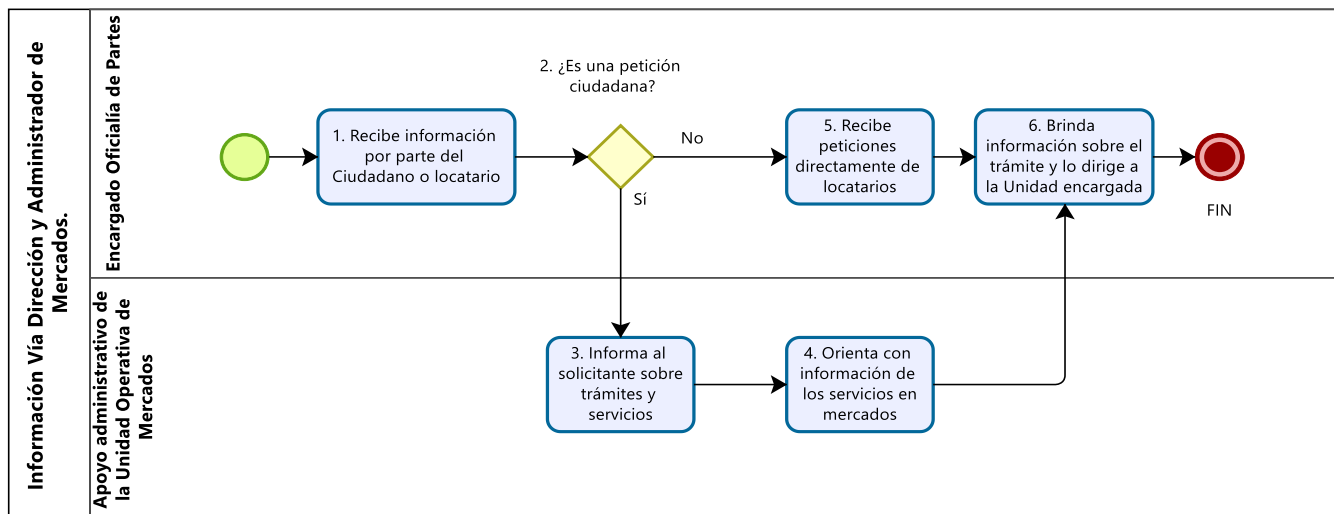 Información Vía Dirección y Administrador de
Mercados.
Encargado Oficialía de Partes
1. Recibe información
por parte del
Ciudadano o locatario
2. ¿Es una petición
ciudadana?
No
Sí
5. Recibe
peticiones
directamente de
locatarios
6. Brinda
información sobre el
trámite y lo dirige a
la Unidad encargada
FIN
Apoyo administrativo de
la Unidad Operativa de
Mercados
3. Informa al
solicitante sobre
trámites y
servicios
4. Orienta con
información de
los servicios en
mercados